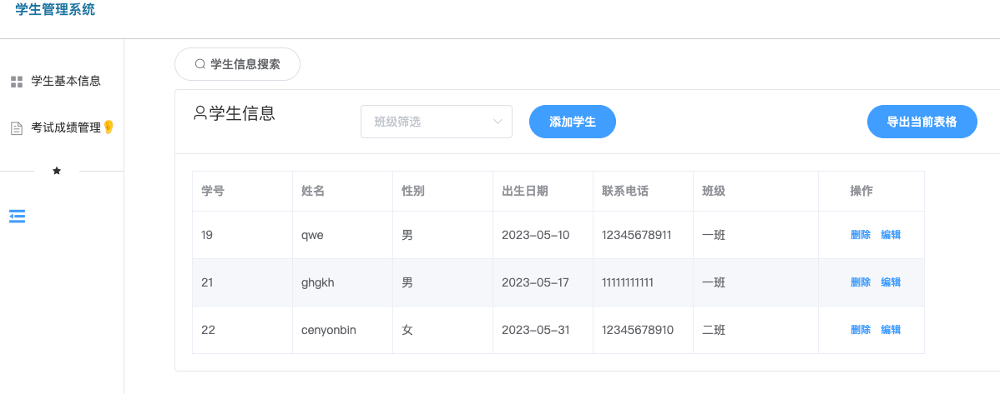 学生管理系统
学生基本信息
考试成绩管理
学生信息搜索
学生信息 班级筛选 添加学生 导出当前表格
学号 姓名 性别 出生日期 联系电话 班级 操作
19 qwe 男 2023-05-10 12345678911 一班 删除 编辑
21 ghgkh 男 2023-05-17 11111111111 一班 删除 编辑
22 cenyonbin 女 2023-05-31 12345678910 二班 删除 编辑